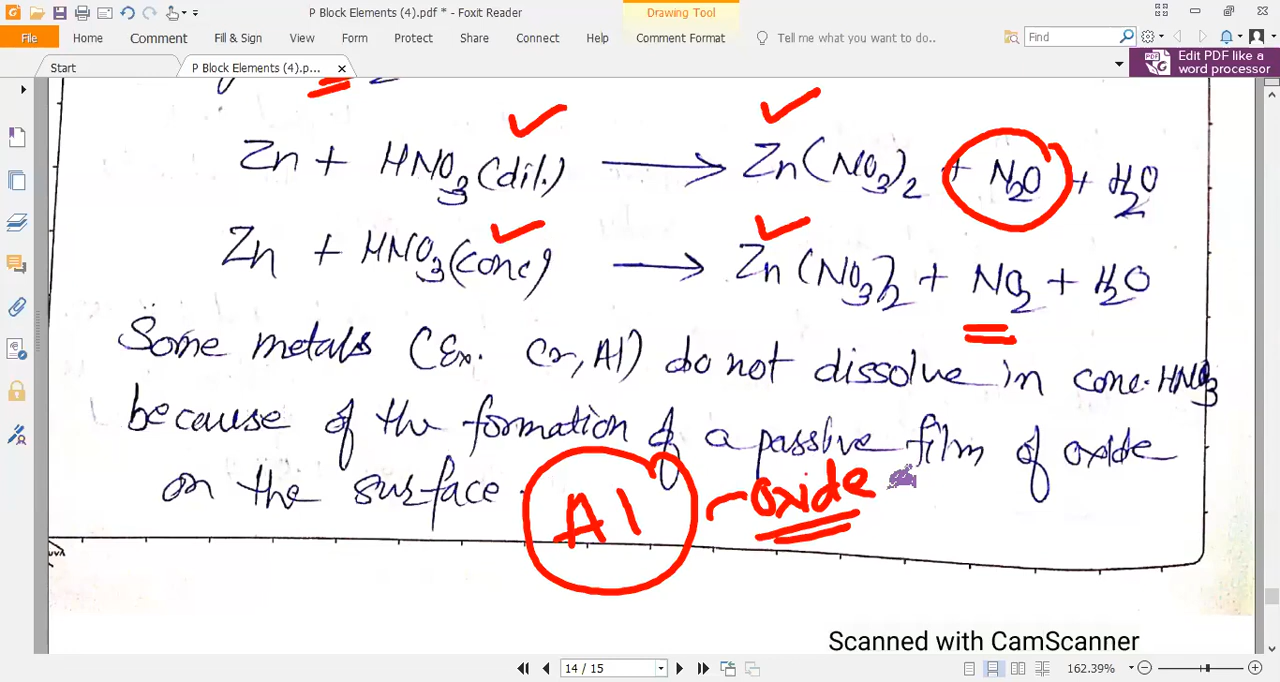 P Block Elements (4).pdf * - Foxit Reader
Drawing Tool
File Home Comment Fill & Sign View Form Protect Share Connect Help Comment Format Tell me what you want to do.. Find
Start P Block Elements (4).p... Edit PDF like a word processor
Zn + HNO3 (dil.) → Zn(NO3)2 + N2O + H2O
Zn + HNO3 (conc) → Zn(NO3)2 + NO2 + H2O
Some metals (Ex. Cr, Al) do not dissolve in conc. HNO3
because of the formation of a passive film of oxide
on the surface.
Al - oxide
Scanned with CamScanner
14 / 15 162.39%